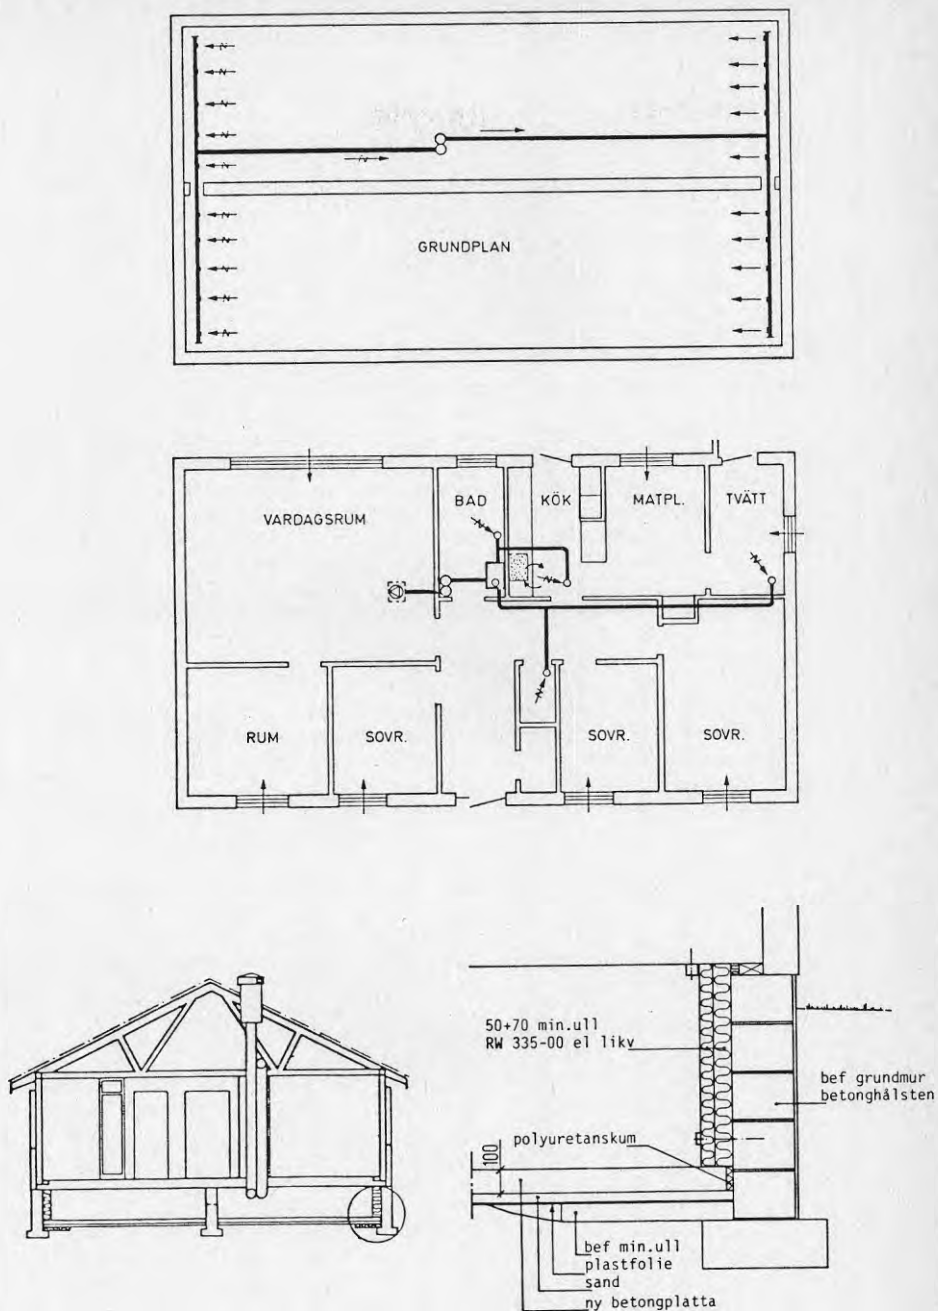 GRUNDPLAN
VARDAGSRUM
BAD
KÖK
MATPL.
TVÄTT
RUM
SOVR.
SOVR.
SOVR.
50+70 min.ull
RW 335-00 el likv
bef grundmur
betonghålsten
polyuretanskum
100
bef min.ull
plastfolie
sand
ny betongplatta